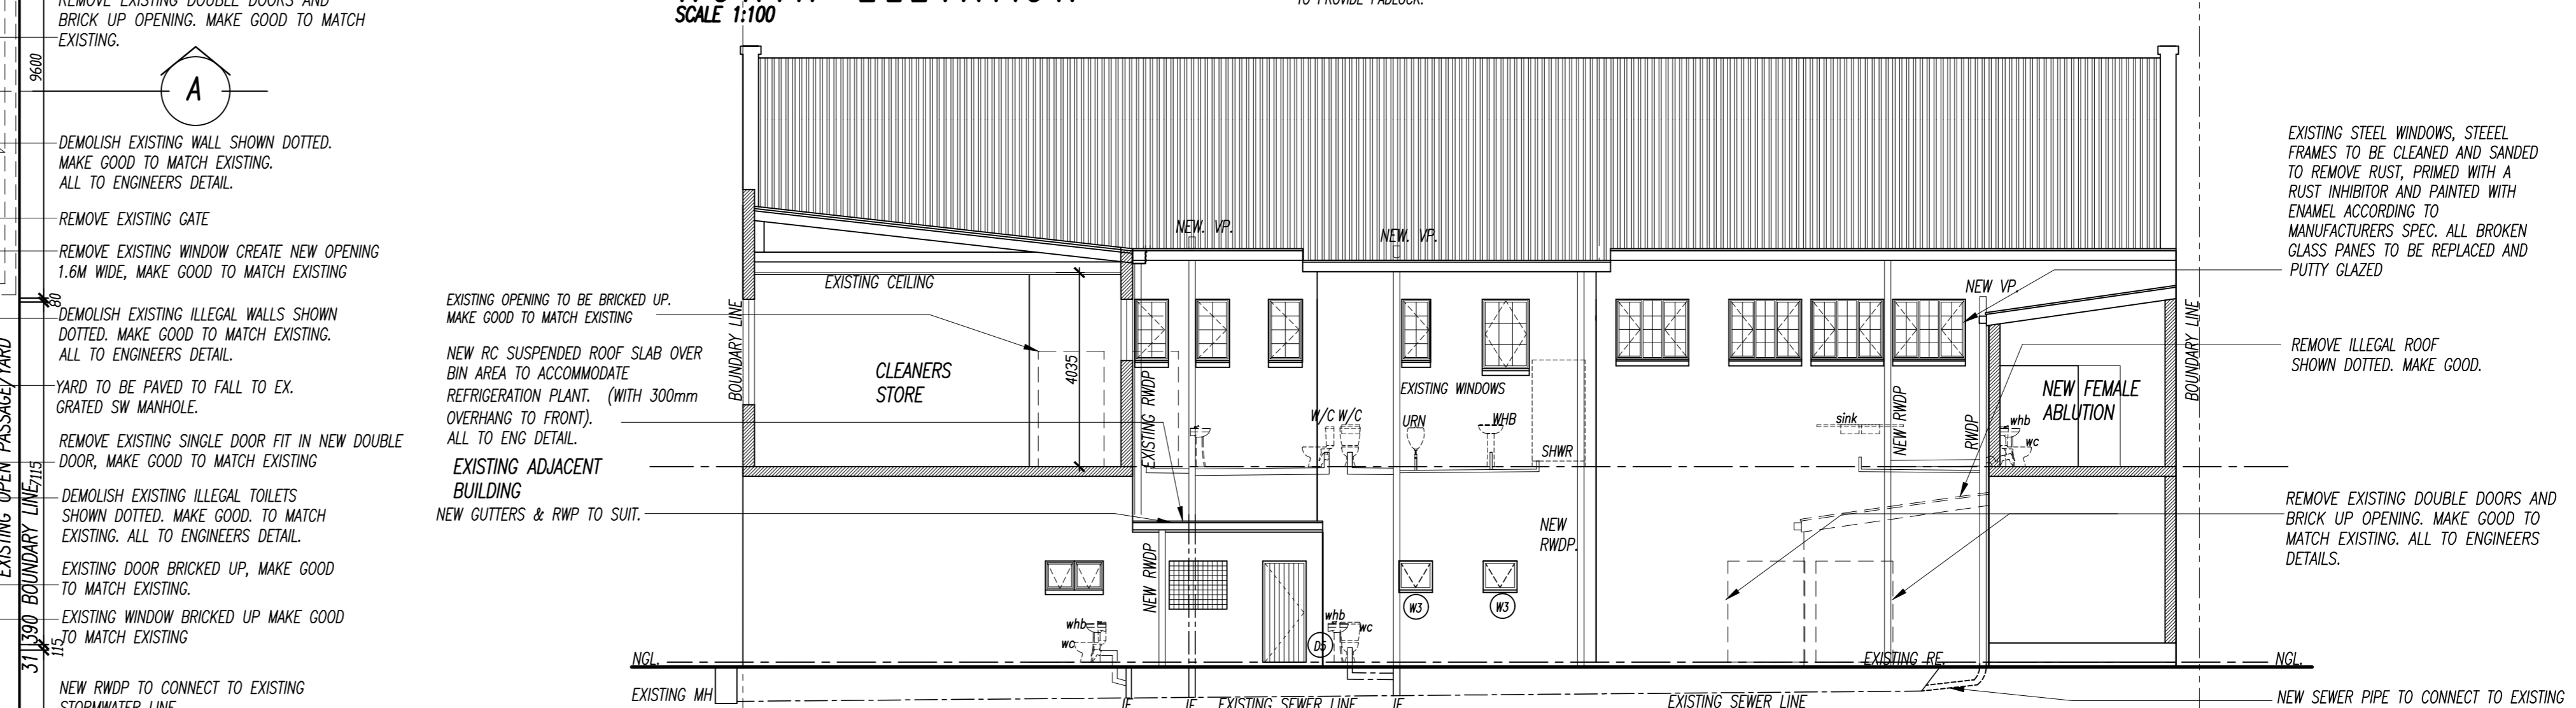 REMOVE EXISTING DOUBLE DOORS AND
BRICK UP OPENING. MAKE GOOD TO MATCH
EXISTING.
A
9600
DEMOLISH EXISTING WALL SHOWN DOTTED.
MAKE GOOD TO MATCH EXISTING.
ALL TO ENGINEERS DETAIL.
REMOVE EXISTING GATE
REMOVE EXISTING WINDOW CREATE NEW OPENING
1.6M WIDE, MAKE GOOD TO MATCH EXISTING
80
DEMOLISH EXISTING ILLEGAL WALLS SHOWN
DOTTED. MAKE GOOD TO MATCH EXISTING.
ALL TO ENGINEERS DETAIL.
YARD TO BE PAVED TO FALL TO EX.
GRATED SW MANHOLE.
REMOVE EXISTING SINGLE DOOR FIT IN NEW DOUBLE
DOOR, MAKE GOOD TO MATCH EXISTING
7115
DEMOLISH EXISTING ILLEGAL TOILETS
SHOWN DOTTED. MAKE GOOD. TO MATCH
EXISTING. ALL TO ENGINEERS DETAIL.
EXISTING DOOR BRICKED UP, MAKE GOOD
TO MATCH EXISTING.
EXISTING WINDOW BRICKED UP MAKE GOOD
TO MATCH EXISTING
115
NEW RWDP TO CONNECT TO EXISTING
STORMWATER LINE
EXISTING OPEN PASSAGE/YARD
31 1390 BOUNDARY LINE
NORTH ELEVATION
SCALE 1:100
TO PROVIDE PADLOCK.
EXISTING OPENING TO BE BRICKED UP.
MAKE GOOD TO MATCH EXISTING
NEW RC SUSPENDED ROOF SLAB OVER
BIN AREA TO ACCOMMODATE
REFRIGERATION PLANT. (WITH 300mm
OVERHANG TO FRONT).
ALL TO ENG DETAIL.
EXISTING ADJACENT
BUILDING
NEW GUTTERS & RWP TO SUIT.
BOUNDARY LINE
EXISTING CEILING
CLEANERS
STORE
4035
NEW. VP.
NEW. VP.
EXISTING RWDP
EXISTING WINDOWS
W/C W/C
URN
WHB
SHWR
sink
NEW RWDP
RWDP
NEW VP.
NEW FEMALE
ABLUTION
whb
wc
BOUNDARY LINE
NEW RWDP
NEW
RWDP.
W3
W3
whb
wc
whb
wc
D5
NGL.
NGL.
EXISTING RE.
EXISTING MH
IE
IE
EXISTING SEWER LINE
IE
EXISTING SEWER LINE
EXISTING STEEL WINDOWS, STEEEL
FRAMES TO BE CLEANED AND SANDED
TO REMOVE RUST, PRIMED WITH A
RUST INHIBITOR AND PAINTED WITH
ENAMEL ACCORDING TO
MANUFACTURERS SPEC. ALL BROKEN
GLASS PANES TO BE REPLACED AND
PUTTY GLAZED
REMOVE ILLEGAL ROOF
SHOWN DOTTED. MAKE GOOD.
REMOVE EXISTING DOUBLE DOORS AND
BRICK UP OPENING. MAKE GOOD TO
MATCH EXISTING. ALL TO ENGINEERS
DETAILS.
NEW SEWER PIPE TO CONNECT TO EXISTING